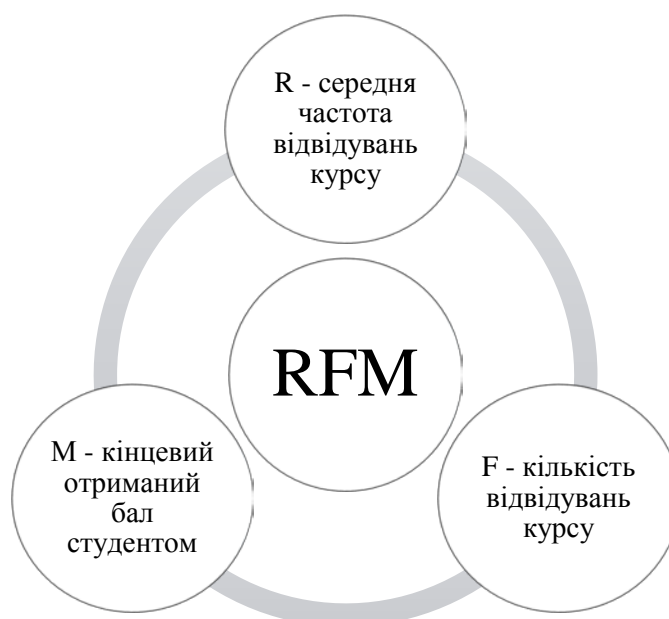 R - середня
частота
відвідувань
курсу
RFM
M - кінцевий
отриманий
бал
студентом
F - кількість
відвідувань
курсу